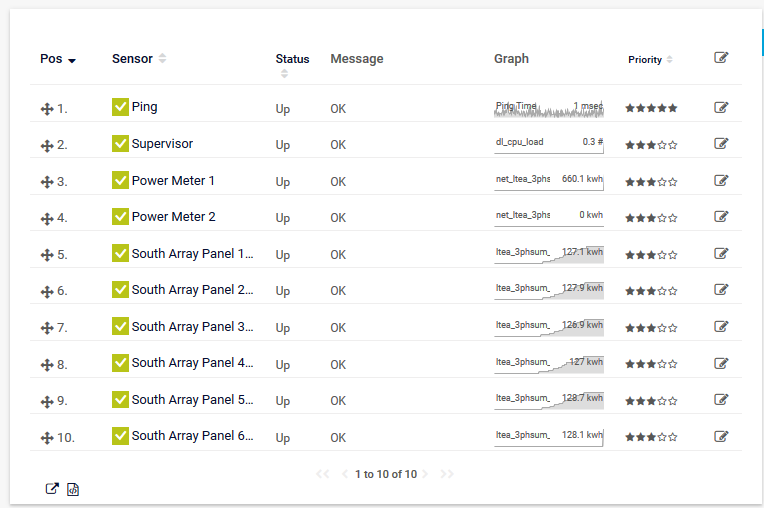 Pos Sensor Status Message Graph Priority
1. Ping Up OK Ping Time 1 msec
2. Supervisor Up OK dl_cpu_load 0.3 #
3. Power Meter 1 Up OK net_ltea_3phs 660.1 kwh
4. Power Meter 2 Up OK net_ltea_3phs 0 kwh
5. South Array Panel 1... Up OK ltea_3phsum_ 127.1 kwh
6. South Array Panel 2... Up OK ltea_3phsum_ 127.9 kwh
7. South Array Panel 3... Up OK ltea_3phsum_ 126.9 kwh
8. South Array Panel 4... Up OK ltea_3phsum_ 127 kwh
9. South Array Panel 5... Up OK ltea_3phsum_ 128.7 kwh
10. South Array Panel 6... Up OK ltea_3phsum_ 128.1 kwh
1 to 10 of 10